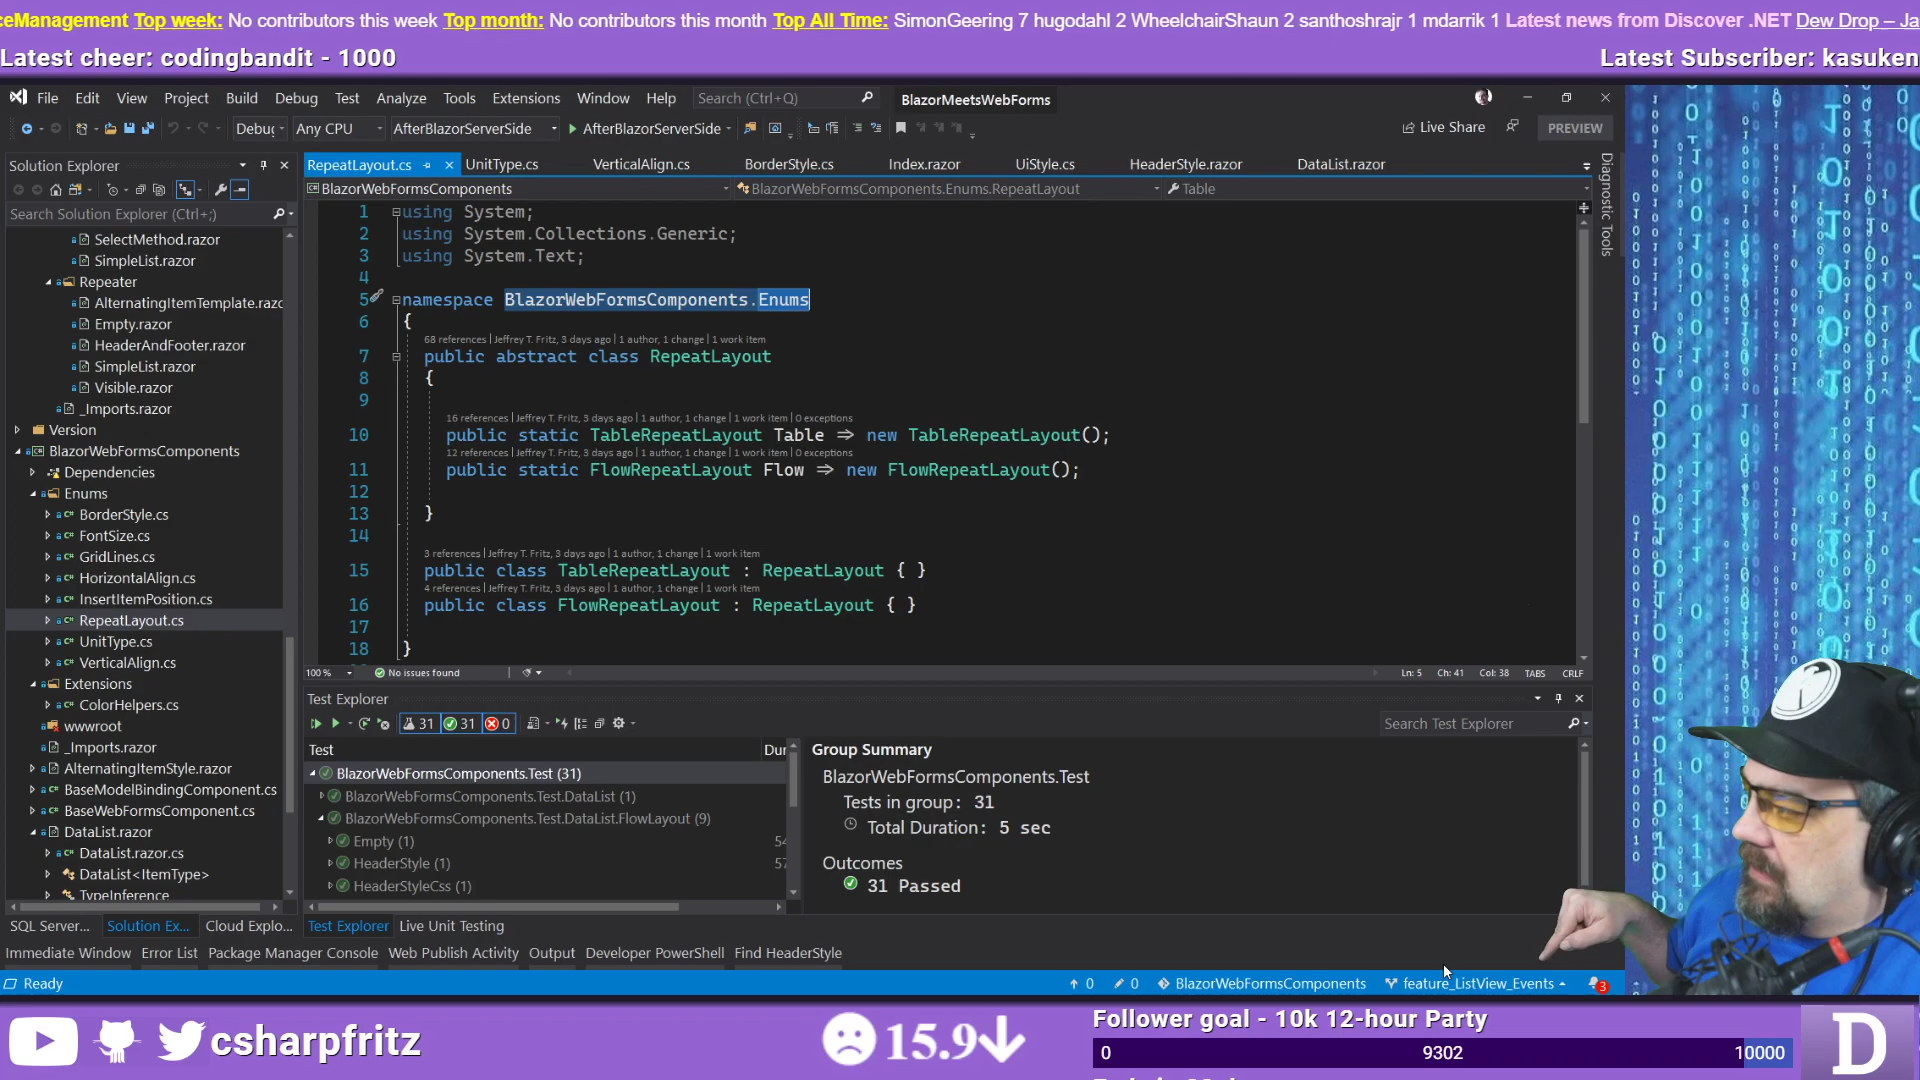 ceManagement Top week: No contributors this week Top month: No contributors this month Top All Time: SimonGeering 7 hugodahl 2 WheelchairShaun 2 santhoshrajr 1 mdarrik 1 Latest news from Discover .NET Dew Drop – Ja
Latest cheer: codingbandit - 1000
Latest Subscriber: kasuken
File Edit View Project Build Debug Test Analyze Tools Extensions Window Help Search (Ctrl+Q) BlazorMeetsWebForms
Debug Any CPU AfterBlazorServerSide AfterBlazorServerSide Live Share PREVIEW
Solution Explorer
Search Solution Explorer (Ctrl+;)
SelectMethod.razor
SimpleList.razor
Repeater
AlternatingItemTemplate.razo
Empty.razor
HeaderAndFooter.razor
SimpleList.razor
Visible.razor
_Imports.razor
Version
BlazorWebFormsComponents
Dependencies
Enums
BorderStyle.cs
FontSize.cs
GridLines.cs
HorizontalAlign.cs
InsertItemPosition.cs
RepeatLayout.cs
UnitType.cs
VerticalAlign.cs
Extensions
ColorHelpers.cs
wwwroot
_Imports.razor
AlternatingItemStyle.razor
BaseModelBindingComponent.cs
BaseWebFormsComponent.cs
DataList.razor
DataList.razor.cs
DataList<ItemType>
TypeInference
SQL Server... Solution Ex... Cloud Explo...
RepeatLayout.cs UnitType.cs VerticalAlign.cs BorderStyle.cs Index.razor UiStyle.cs HeaderStyle.razor DataList.razor
BlazorWebFormsComponents BlazorWebFormsComponents.Enums.RepeatLayout Table
Diagnostic Tools
1 using System;
2 using System.Collections.Generic;
3 using System.Text;
4
5 namespace BlazorWebFormsComponents.Enums
6 {
68 references | Jeffrey T. Fritz, 3 days ago | 1 author, 1 change | 1 work item
7 public abstract class RepeatLayout
8 {
9
16 references | Jeffrey T. Fritz, 3 days ago | 1 author, 1 change | 1 work item | 0 exceptions
10 public static TableRepeatLayout Table => new TableRepeatLayout();
12 references | Jeffrey T. Fritz, 3 days ago | 1 author, 1 change | 1 work item | 0 exceptions
11 public static FlowRepeatLayout Flow => new FlowRepeatLayout();
12
13 }
14
3 references | Jeffrey T. Fritz, 3 days ago | 1 author, 1 change | 1 work item
15 public class TableRepeatLayout : RepeatLayout { }
4 references | Jeffrey T. Fritz, 3 days ago | 1 author, 1 change | 1 work item
16 public class FlowRepeatLayout : RepeatLayout { }
17
18 }
100% No issues found Ln: 5 Ch: 41 Col: 38 TABS CRLF
Test Explorer
31 31 0 Search Test Explorer
Test Dur
BlazorWebFormsComponents.Test (31)
BlazorWebFormsComponents.Test.DataList (1)
BlazorWebFormsComponents.Test.DataList.FlowLayout (9)
Empty (1) 54
HeaderStyle (1) 57
HeaderStyleCss (1)
Group Summary
BlazorWebFormsComponents.Test
Tests in group: 31
Total Duration: 5 sec
Outcomes
31 Passed
Test Explorer Live Unit Testing
Immediate Window Error List Package Manager Console Web Publish Activity Output Developer PowerShell Find HeaderStyle
Ready 0 0 BlazorWebFormsComponents feature_ListView_Events 3
csharpfritz
15.9
Follower goal - 10k 12-hour Party
0 9302 10000
D